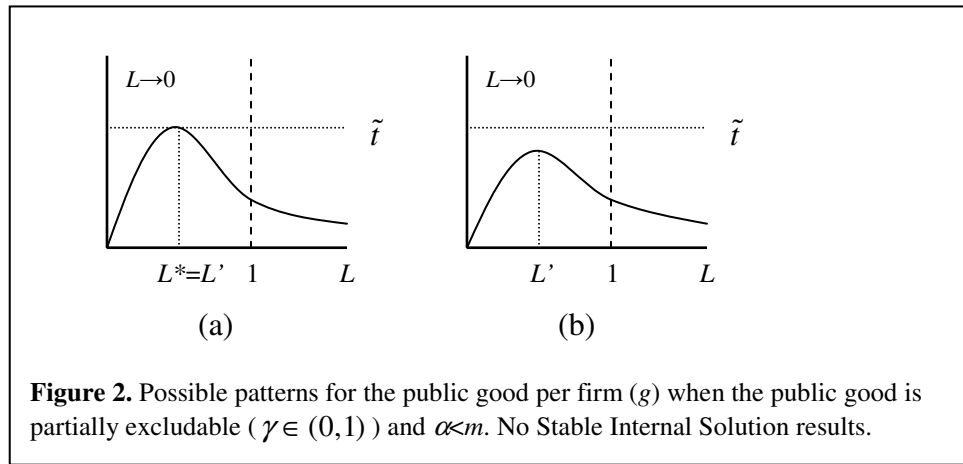 L→0
t̃
L*=L’ 1 L
(a)
L→0
t̃
L’ 1 L
(b)
Figure 2. Possible patterns for the public good per firm (g) when the public good is
partially excludable ( γ ∈ (0,1) ) and α<m. No Stable Internal Solution results.